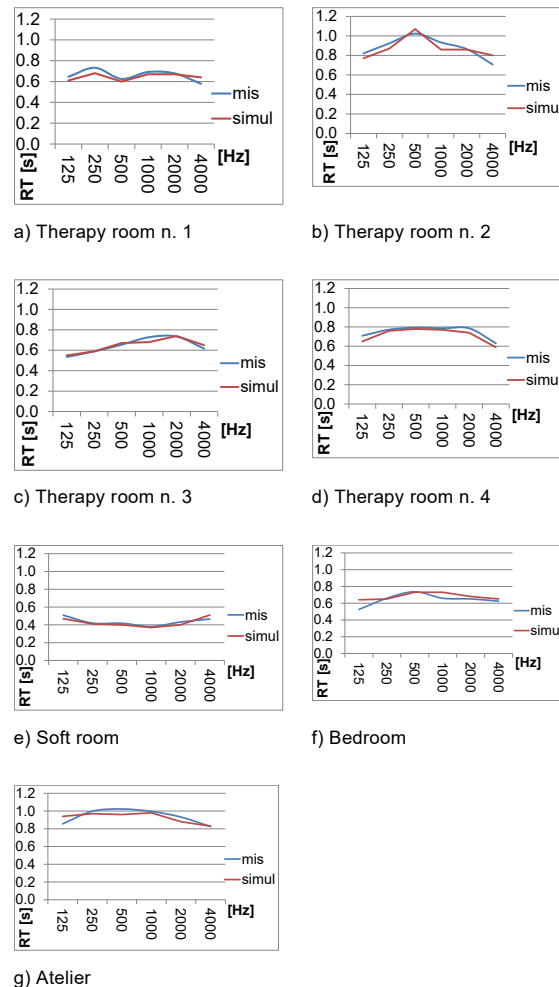 1.2
1.0
0.8
0.6
0.4
0.2
0.0
RT [s]
125
250
500
1000
2000
4000
[Hz]
mis
simul
a) Therapy room n. 1
1.2
1.0
0.8
0.6
0.4
0.2
0.0
RT [s]
125
250
500
1000
2000
4000
[Hz]
mis
simul
b) Therapy room n. 2
1.2
1.0
0.8
0.6
0.4
0.2
0.0
RT [s]
125
250
500
1000
2000
4000
[Hz]
mis
simul
c) Therapy room n. 3
1.2
1.0
0.8
0.6
0.4
0.2
0.0
RT [s]
125
250
500
1000
2000
4000
[Hz]
mis
simul
d) Therapy room n. 4
1.2
1.0
0.8
0.6
0.4
0.2
0.0
RT [s]
125
250
500
1000
2000
4000
[Hz]
mis
simul
e) Soft room
1.2
1.0
0.8
0.6
0.4
0.2
0.0
RT [s]
125
250
500
1000
2000
4000
[Hz]
mis
simul
f) Bedroom
1.2
1.0
0.8
0.6
0.4
0.2
0.0
RT [s]
125
250
500
1000
2000
4000
[Hz]
mis
simul
g) Atelier